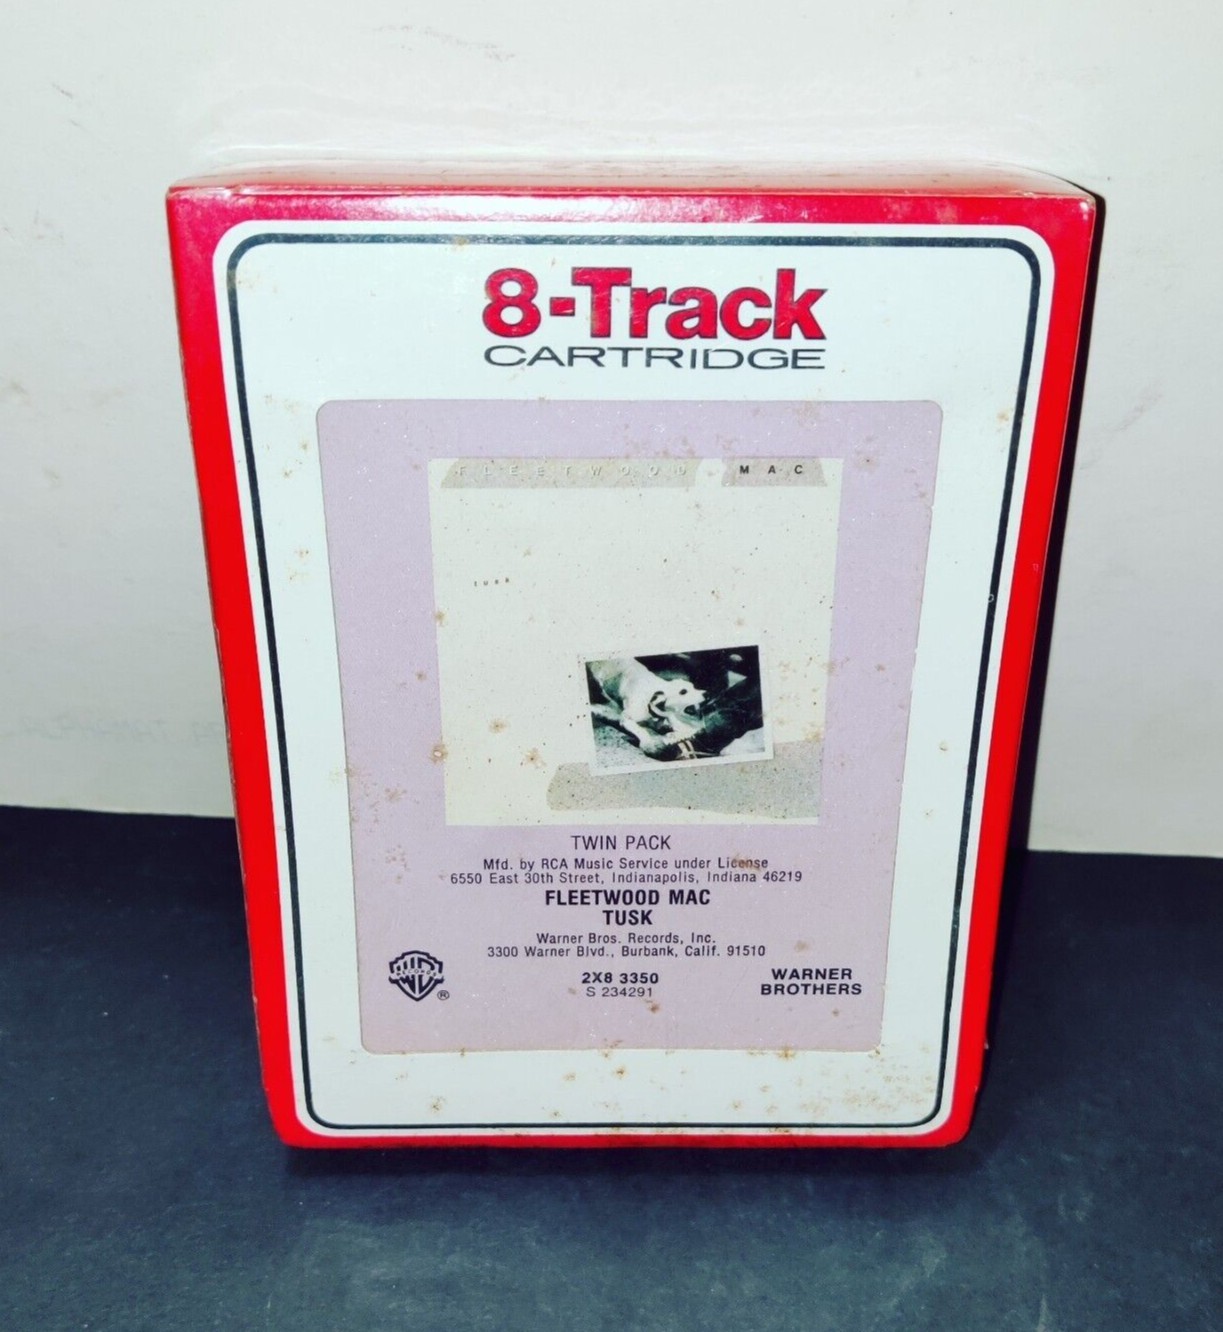 8-Track
CARTRIDGE
FLEETWOOD MAC
tusk
TWIN PACK
Mfd. by RCA Music Service under License
6550 East 30th Street, Indianapolis, Indiana 46219
FLEETWOOD MAC
TUSK
Warner Bros. Records, Inc.
3300 Warner Blvd., Burbank, Calif. 91510
WB RECORDS ®
2X8 3350
S 234291
WARNER
BROTHERS